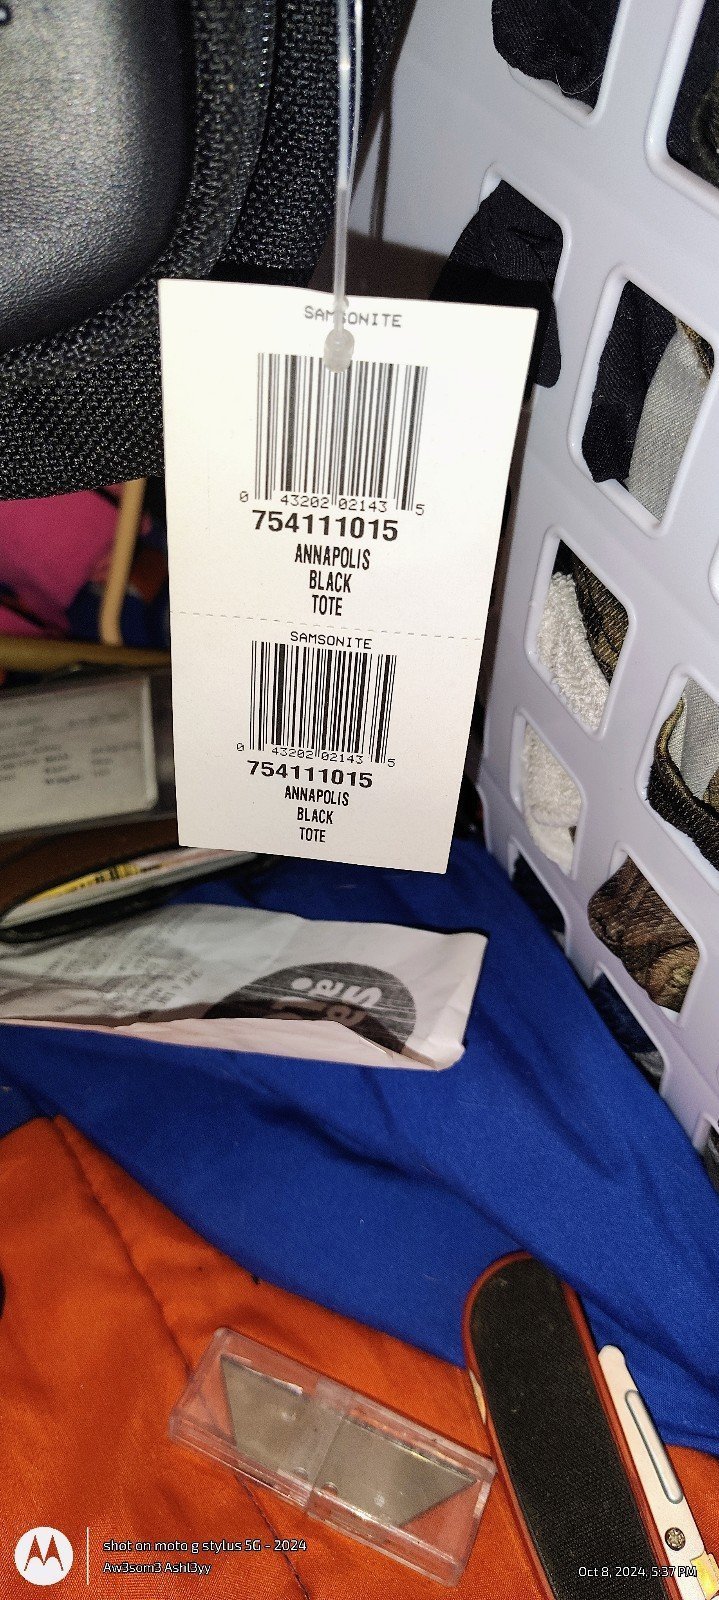 SAMSONITE
0 43202 02143 5
754111015
ANNAPOLIS
BLACK
TOTE
SAMSONITE
0 43202 02143 5
754111015
ANNAPOLIS
BLACK
TOTE
shot on moto g stylus 5G - 2024
Aw3som3 Ashl3yy
Oct 8, 2024, 5:37 PM